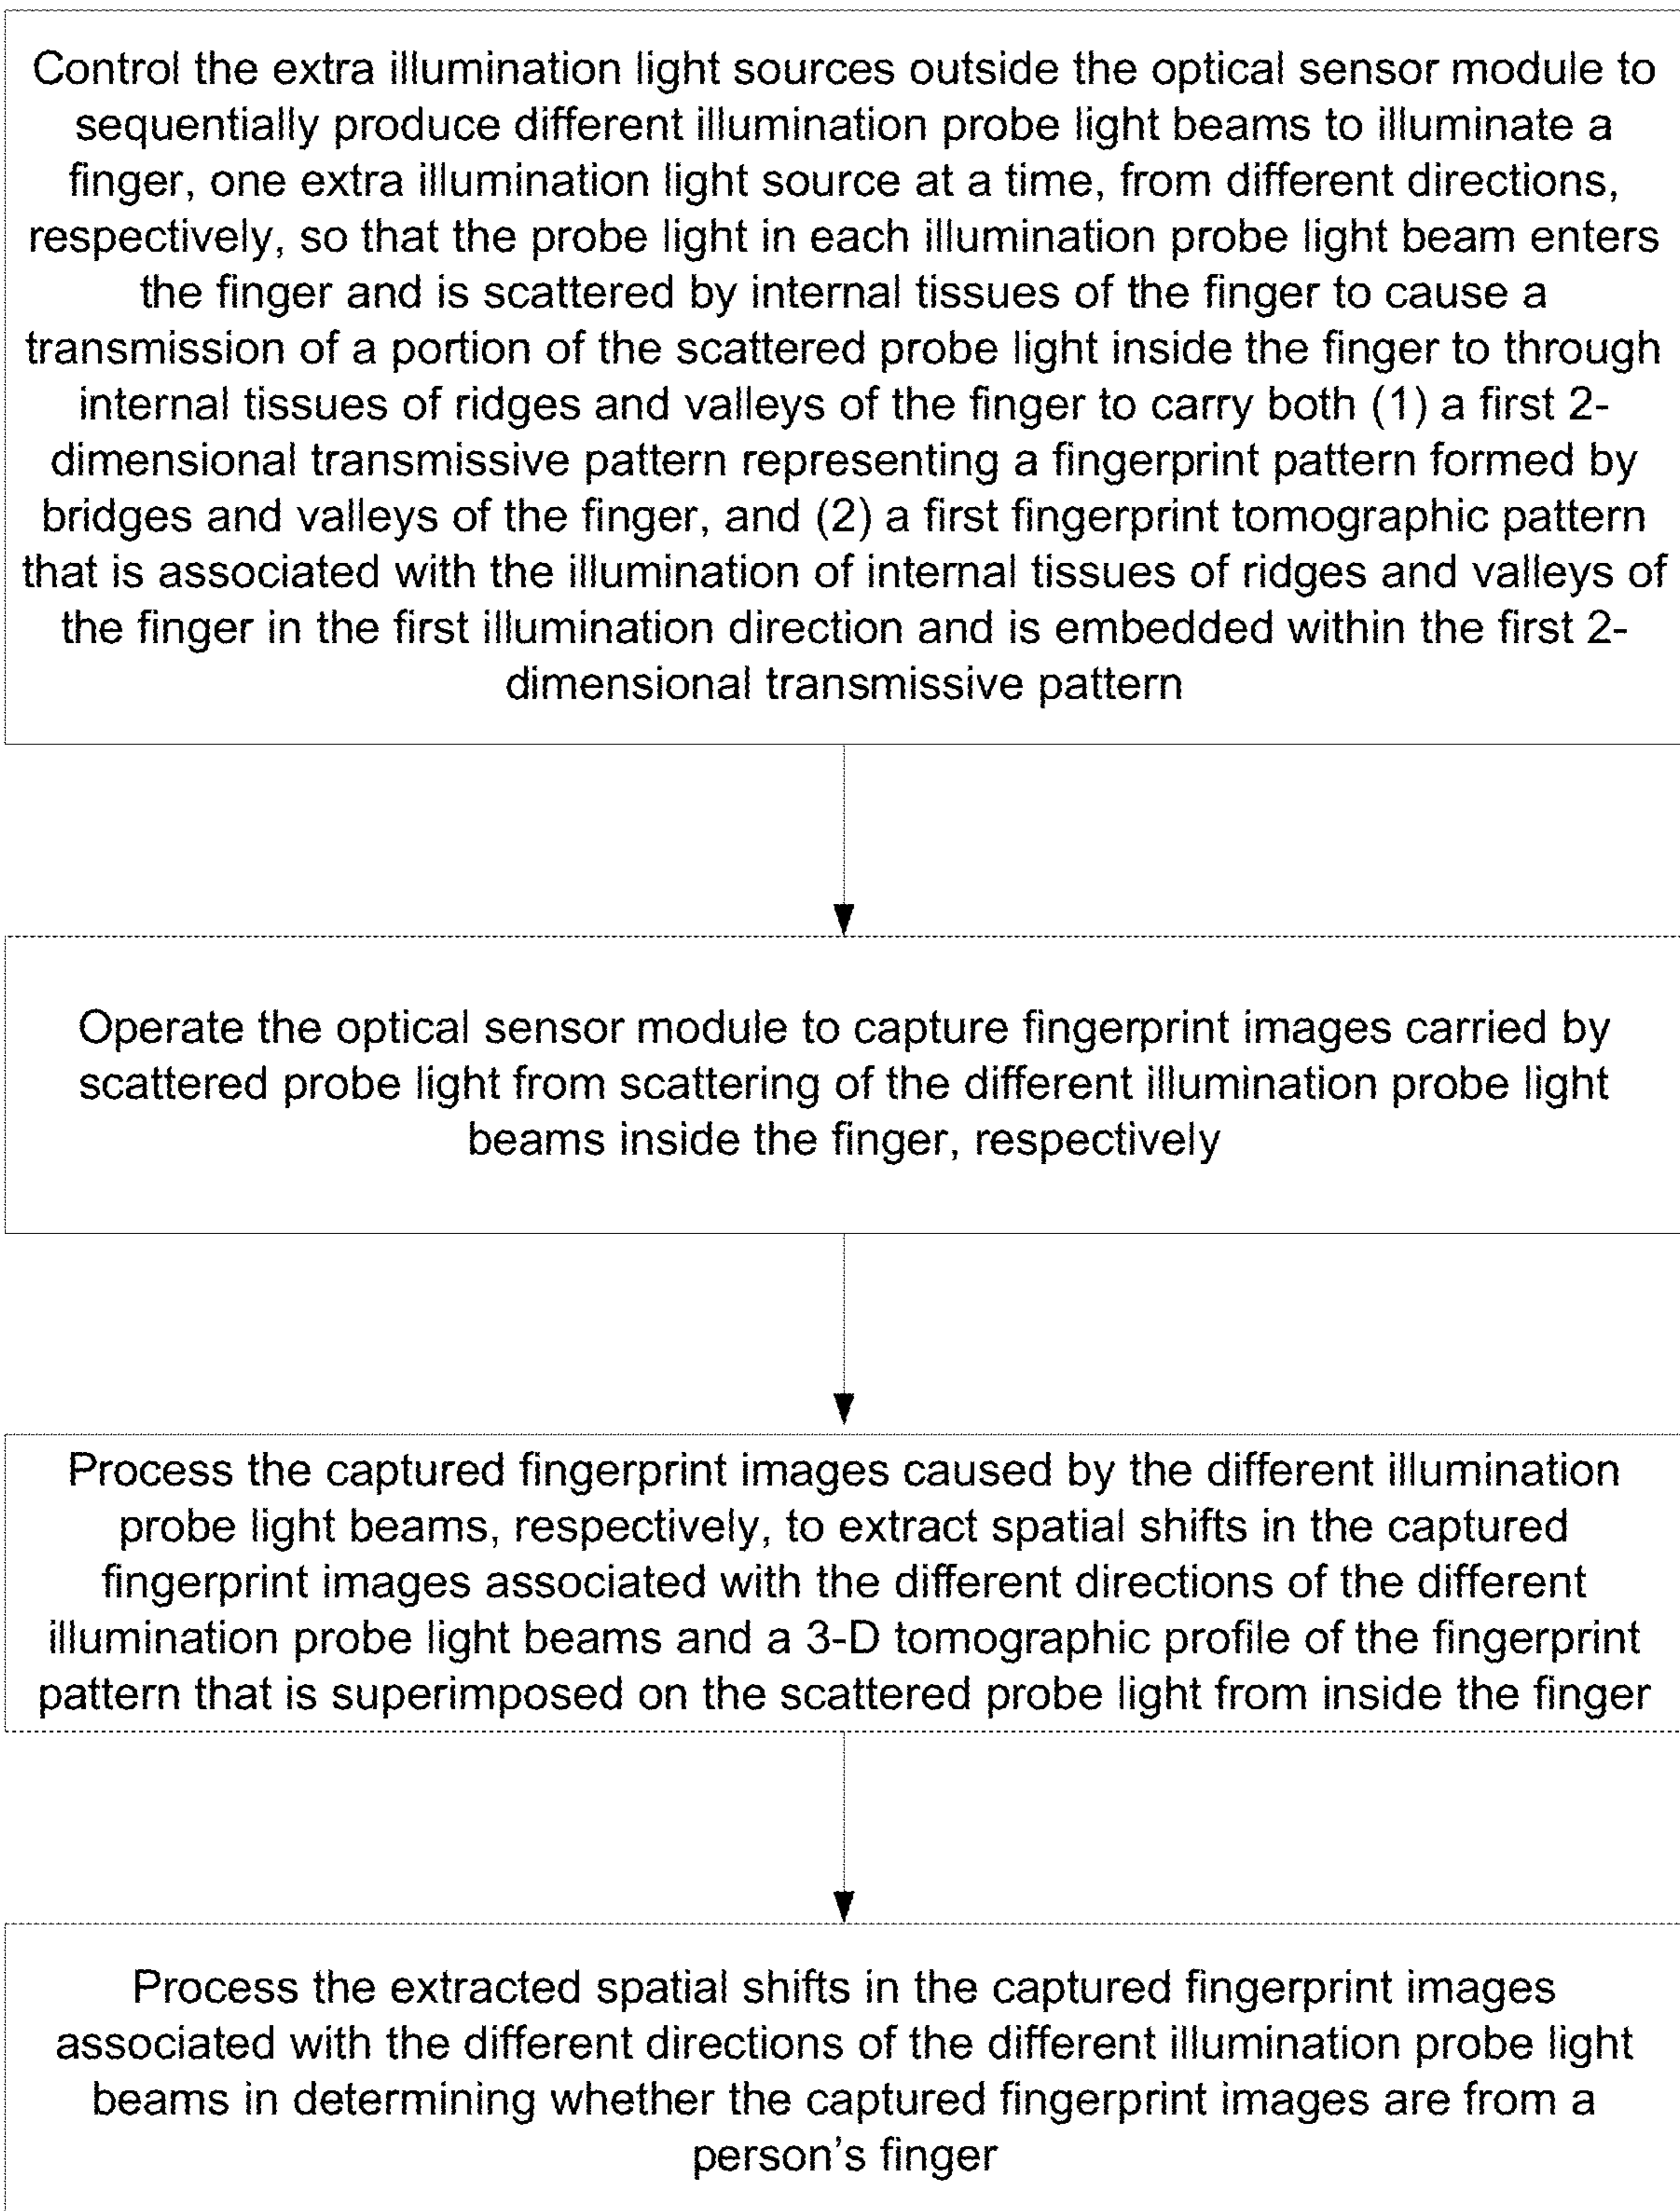 Control the extra illumination light sources outside the optical sensor module to
sequentially produce different illumination probe light beams to illuminate a
finger, one extra illumination light source at a time, from different directions,
respectively, so that the probe light in each illumination probe light beam enters
the finger and is scattered by internal tissues of the finger to cause a
transmission of a portion of the scattered probe light inside the finger to through
internal tissues of ridges and valleys of the finger to carry both (1) a first 2-
dimensional transmissive pattern representing a fingerprint pattern formed by
bridges and valleys of the finger, and (2) a first fingerprint tomographic pattern
that is associated with the illumination of internal tissues of ridges and valleys of
the finger in the first illumination direction and is embedded within the first 2-
dimensional transmissive pattern
Operate the optical sensor module to capture fingerprint images carried by
scattered probe light from scattering of the different illumination probe light
beams inside the finger, respectively
Process the captured fingerprint images caused by the different illumination
probe light beams, respectively, to extract spatial shifts in the captured
fingerprint images associated with the different directions of the different
illumination probe light beams and a 3-D tomographic profile of the fingerprint
pattern that is superimposed on the scattered probe light from inside the finger
Process the extracted spatial shifts in the captured fingerprint images
associated with the different directions of the different illumination probe light
beams in determining whether the captured fingerprint images are from a
person's finger